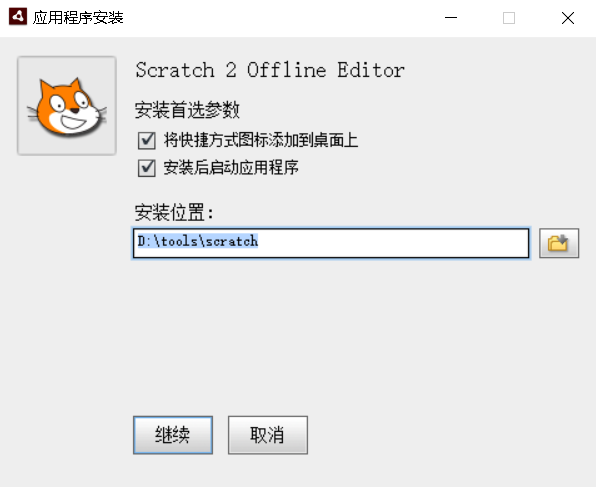 应用程序安装
Scratch 2 Offline Editor
安装首选参数
将快捷方式图标添加到桌面上
安装后启动应用程序
安装位置:
D:\tools\scratch
继续
取消